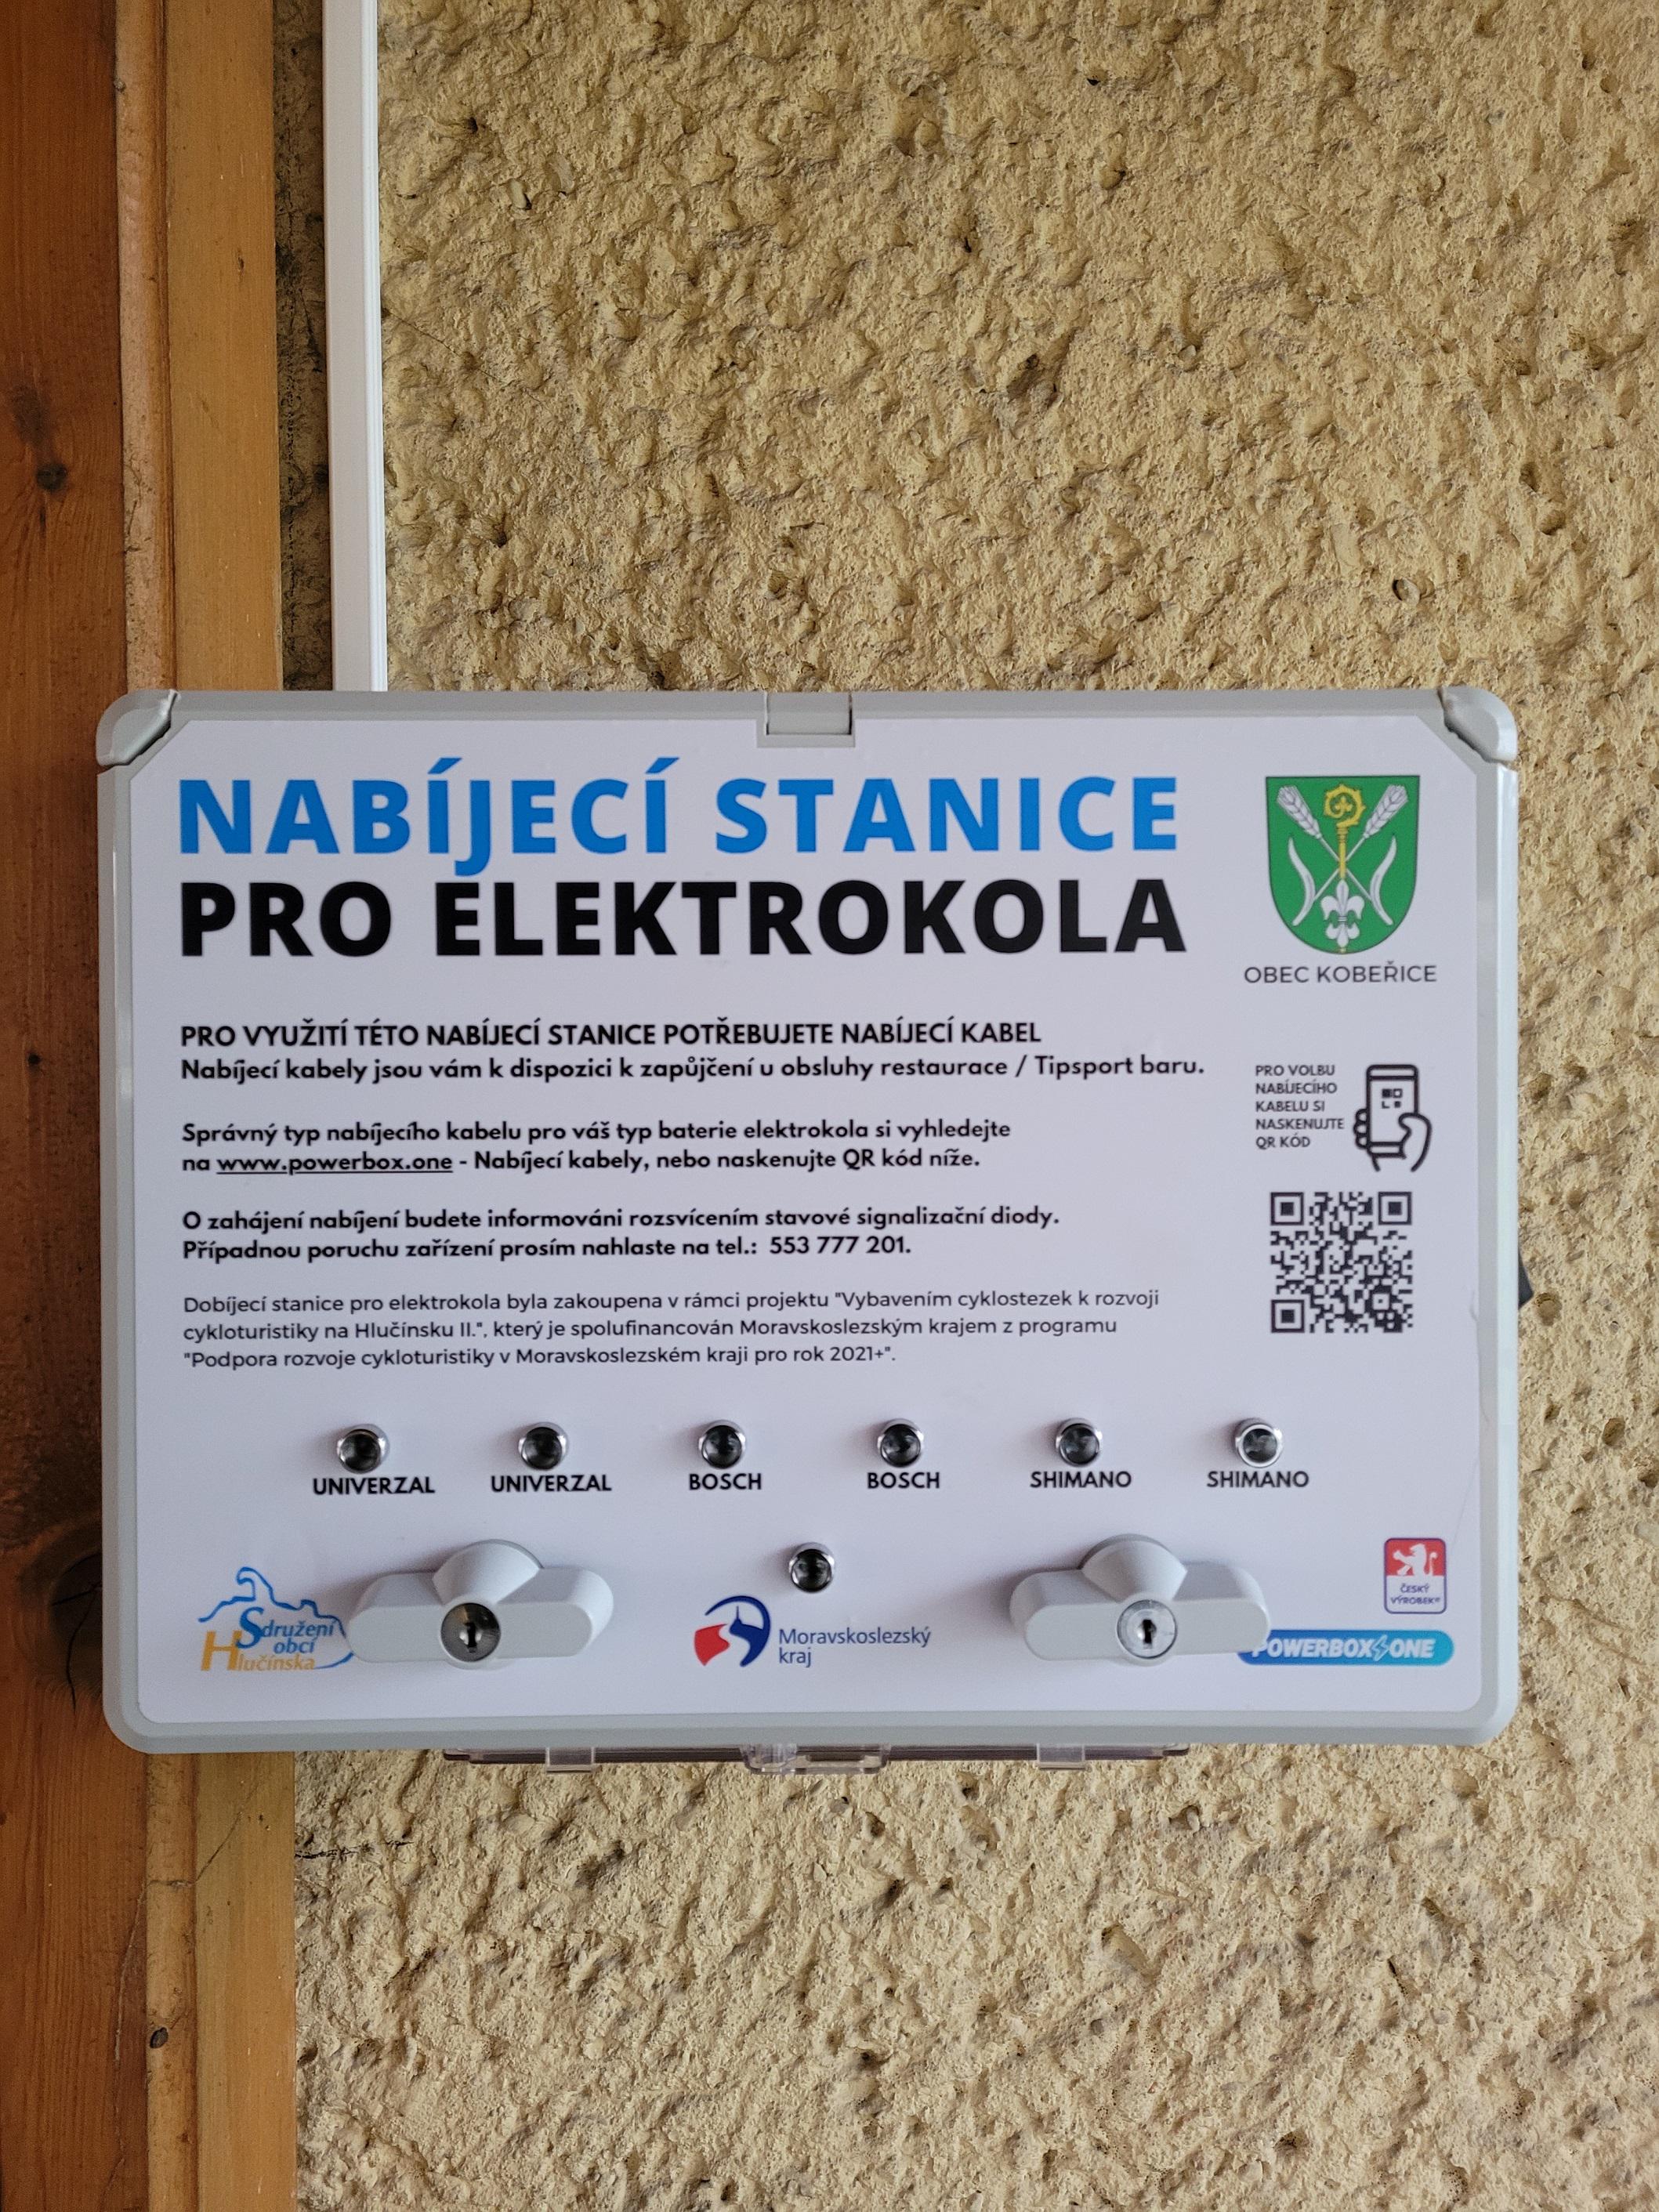 NABÍJECÍ STANICE
PRO ELEKTROKOLA
OBEC KOBEŘICE
PRO VYUŽITÍ TÉTO NABÍJECÍ STANICE POTŘEBUJETE NABÍJECÍ KABEL
Nabíjecí kabely jsou vám k dispozici k zapůjčení u obsluhy restaurace / Tipsport baru.
Správný typ nabíjecího kabelu pro váš typ baterie elektrokola si vyhledejte
na www.powerbox.one - Nabíjecí kabely, nebo naskenujte QR kód níže.
PRO VOLBU
NABÍJECÍHO
KABELU SI
NASKENUJTE
QR KÓD
O zahájení nabíjení budete informováni rozsvícením stavové signalizační diody.
Případnou poruchu zařízení prosím nahlaste na tel.: 553 777 201.
Dobíjecí stanice pro elektrokola byla zakoupena v rámci projektu "Vybavením cyklostezek k rozvoji
cykloturistiky na Hlučínsku II.", který je spolufinancován Moravskoslezským krajem z programu
"Podpora rozvoje cykloturistiky v Moravskoslezském kraji pro rok 2021+".
UNIVERZAL UNIVERZAL BOSCH BOSCH SHIMANO SHIMANO
Sdružení
obcí
Hlučínska
Moravskoslezský
kraj
ČESKÝ
VÝROBEK®
POWERBOX ONE